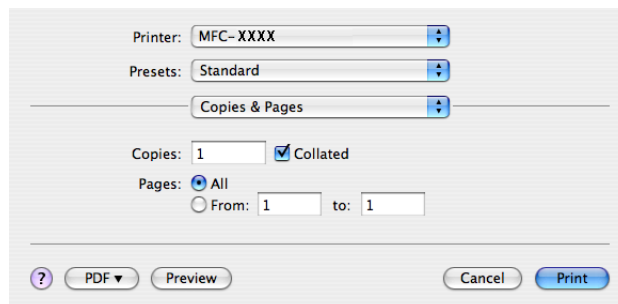 Printer: MFC-XXXX
Presets: Standard
Copies & Pages
Copies: 1 Collated
Pages: All
From: 1 to: 1
? PDF▼ Preview Cancel Print